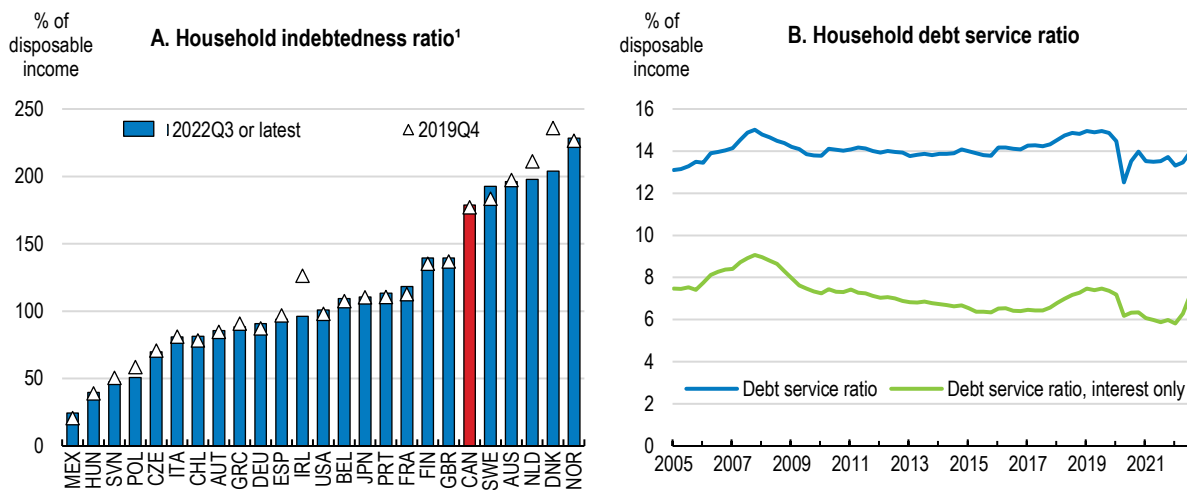 % of
disposable
income
A. Household indebtedness ratio¹
250
200
150
100
50
0
2022Q3 or latest
2019Q4
MEX
HUN
SVN
POL
CZE
ITA
CHL
AUT
GRC
DEU
ESP
IRL
USA
BEL
JPN
PRT
FRA
FIN
GBR
CAN
SWE
AUS
NLD
DNK
NOR
% of
disposable
income
B. Household debt service ratio
16
14
12
10
8
6
4
2
0
Debt service ratio
Debt service ratio, interest only
2005 2007 2009 2011 2013 2015 2017 2019 2021